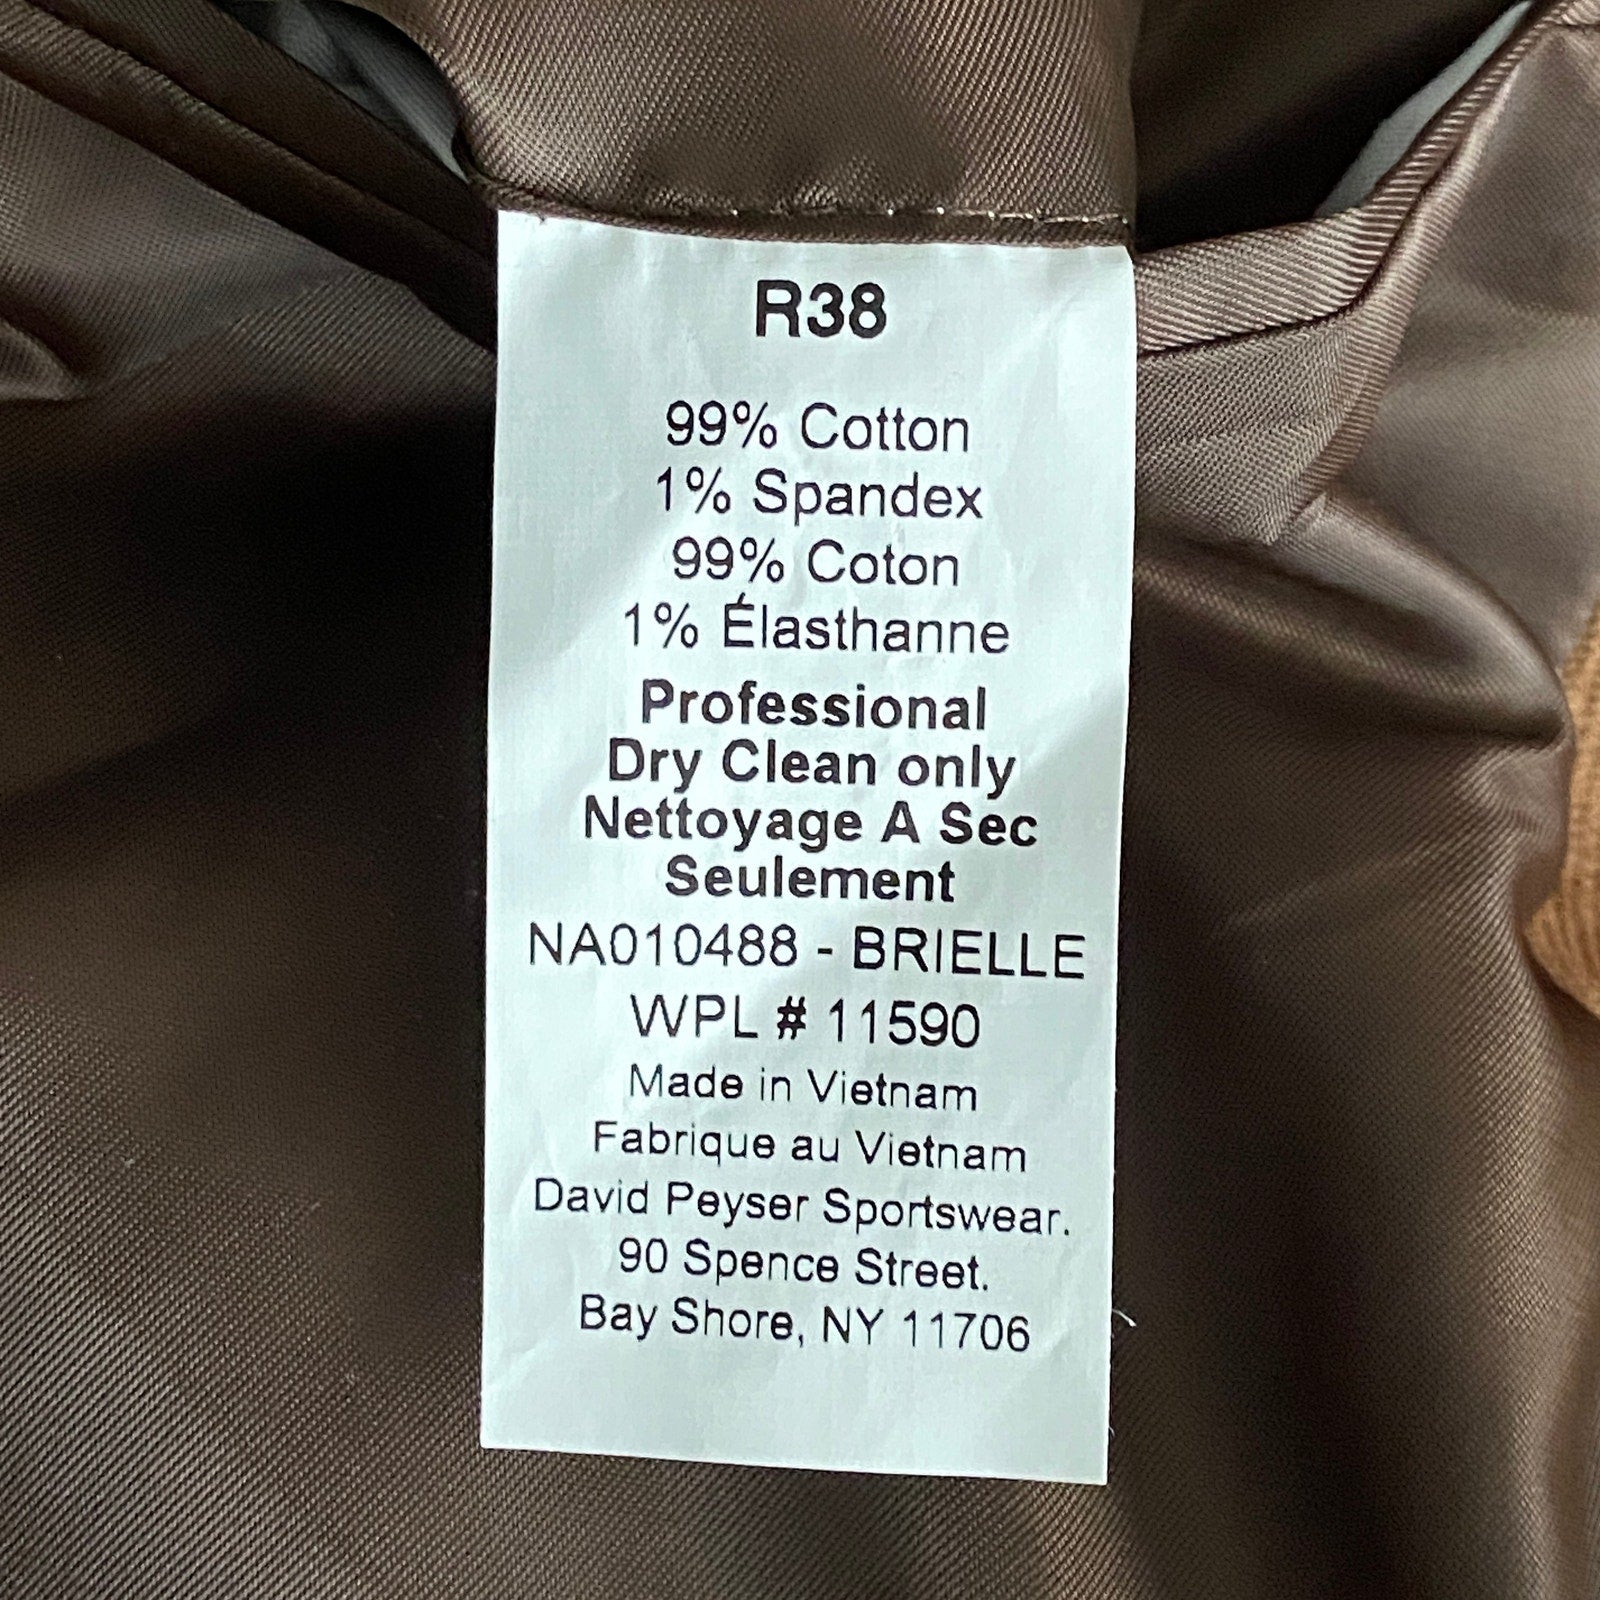 R38
99% Cotton
1% Spandex
99% Coton
1% Élasthanne
Professional
Dry Clean only
Nettoyage A Sec
Seulement
NA010488 - BRIELLE
WPL # 11590
Made in Vietnam
Fabrique au Vietnam
David Peyser Sportswear.
90 Spence Street.
Bay Shore, NY 11706